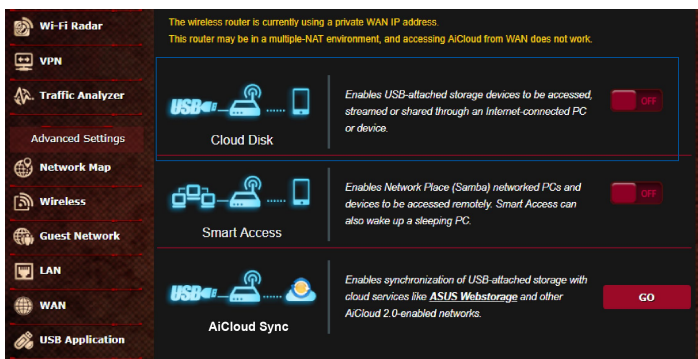 Wi-Fi Radar
VPN
Traffic Analyzer
Advanced Settings
Network Map
Wireless
Guest Network
LAN
WAN
USB Application
The wireless router is currently using a private WAN IP address.
This router may be in a multiple-NAT environment, and accessing AiCloud from WAN does not work.
USB
Cloud Disk
Enables USB-attached storage devices to be accessed,
streamed or shared through an Internet-connected PC
or device.
OFF
Smart Access
Enables Network Place (Samba) networked PCs and
devices to be accessed remotely. Smart Access can
also wake up a sleeping PC.
OFF
USB
AiCloud Sync
Enables synchronization of USB-attached storage with
cloud services like ASUS Webstorage and other
AiCloud 2.0-enabled networks.
GO